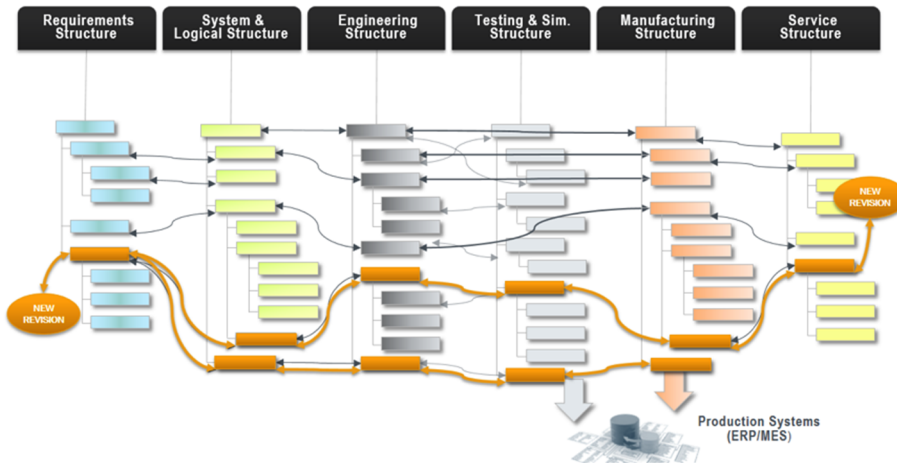 Requirements
Structure
System &
Logical Structure
Engineering
Structure
Testing & Sim.
Structure
Manufacturing
Structure
Service
Structure
NEW
REVISION
NEW
REVISION
Production Systems
(ERP/MES)